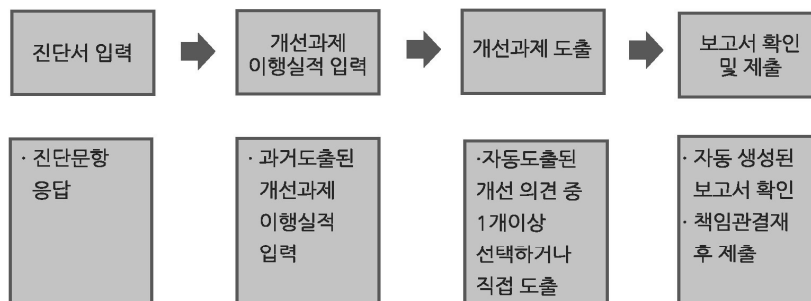 진단서 입력
개선과제
이행실적 입력
개선과제 도출
보고서 확인
및 제출
· 진단문항
응답
· 과거도출된
개선과제
이행실적
입력
·자동도출된
개선 의견 중
1개이상
선택하거나
직접 도출
· 자동 생성된
보고서 확인
· 책임관결재
후 제출